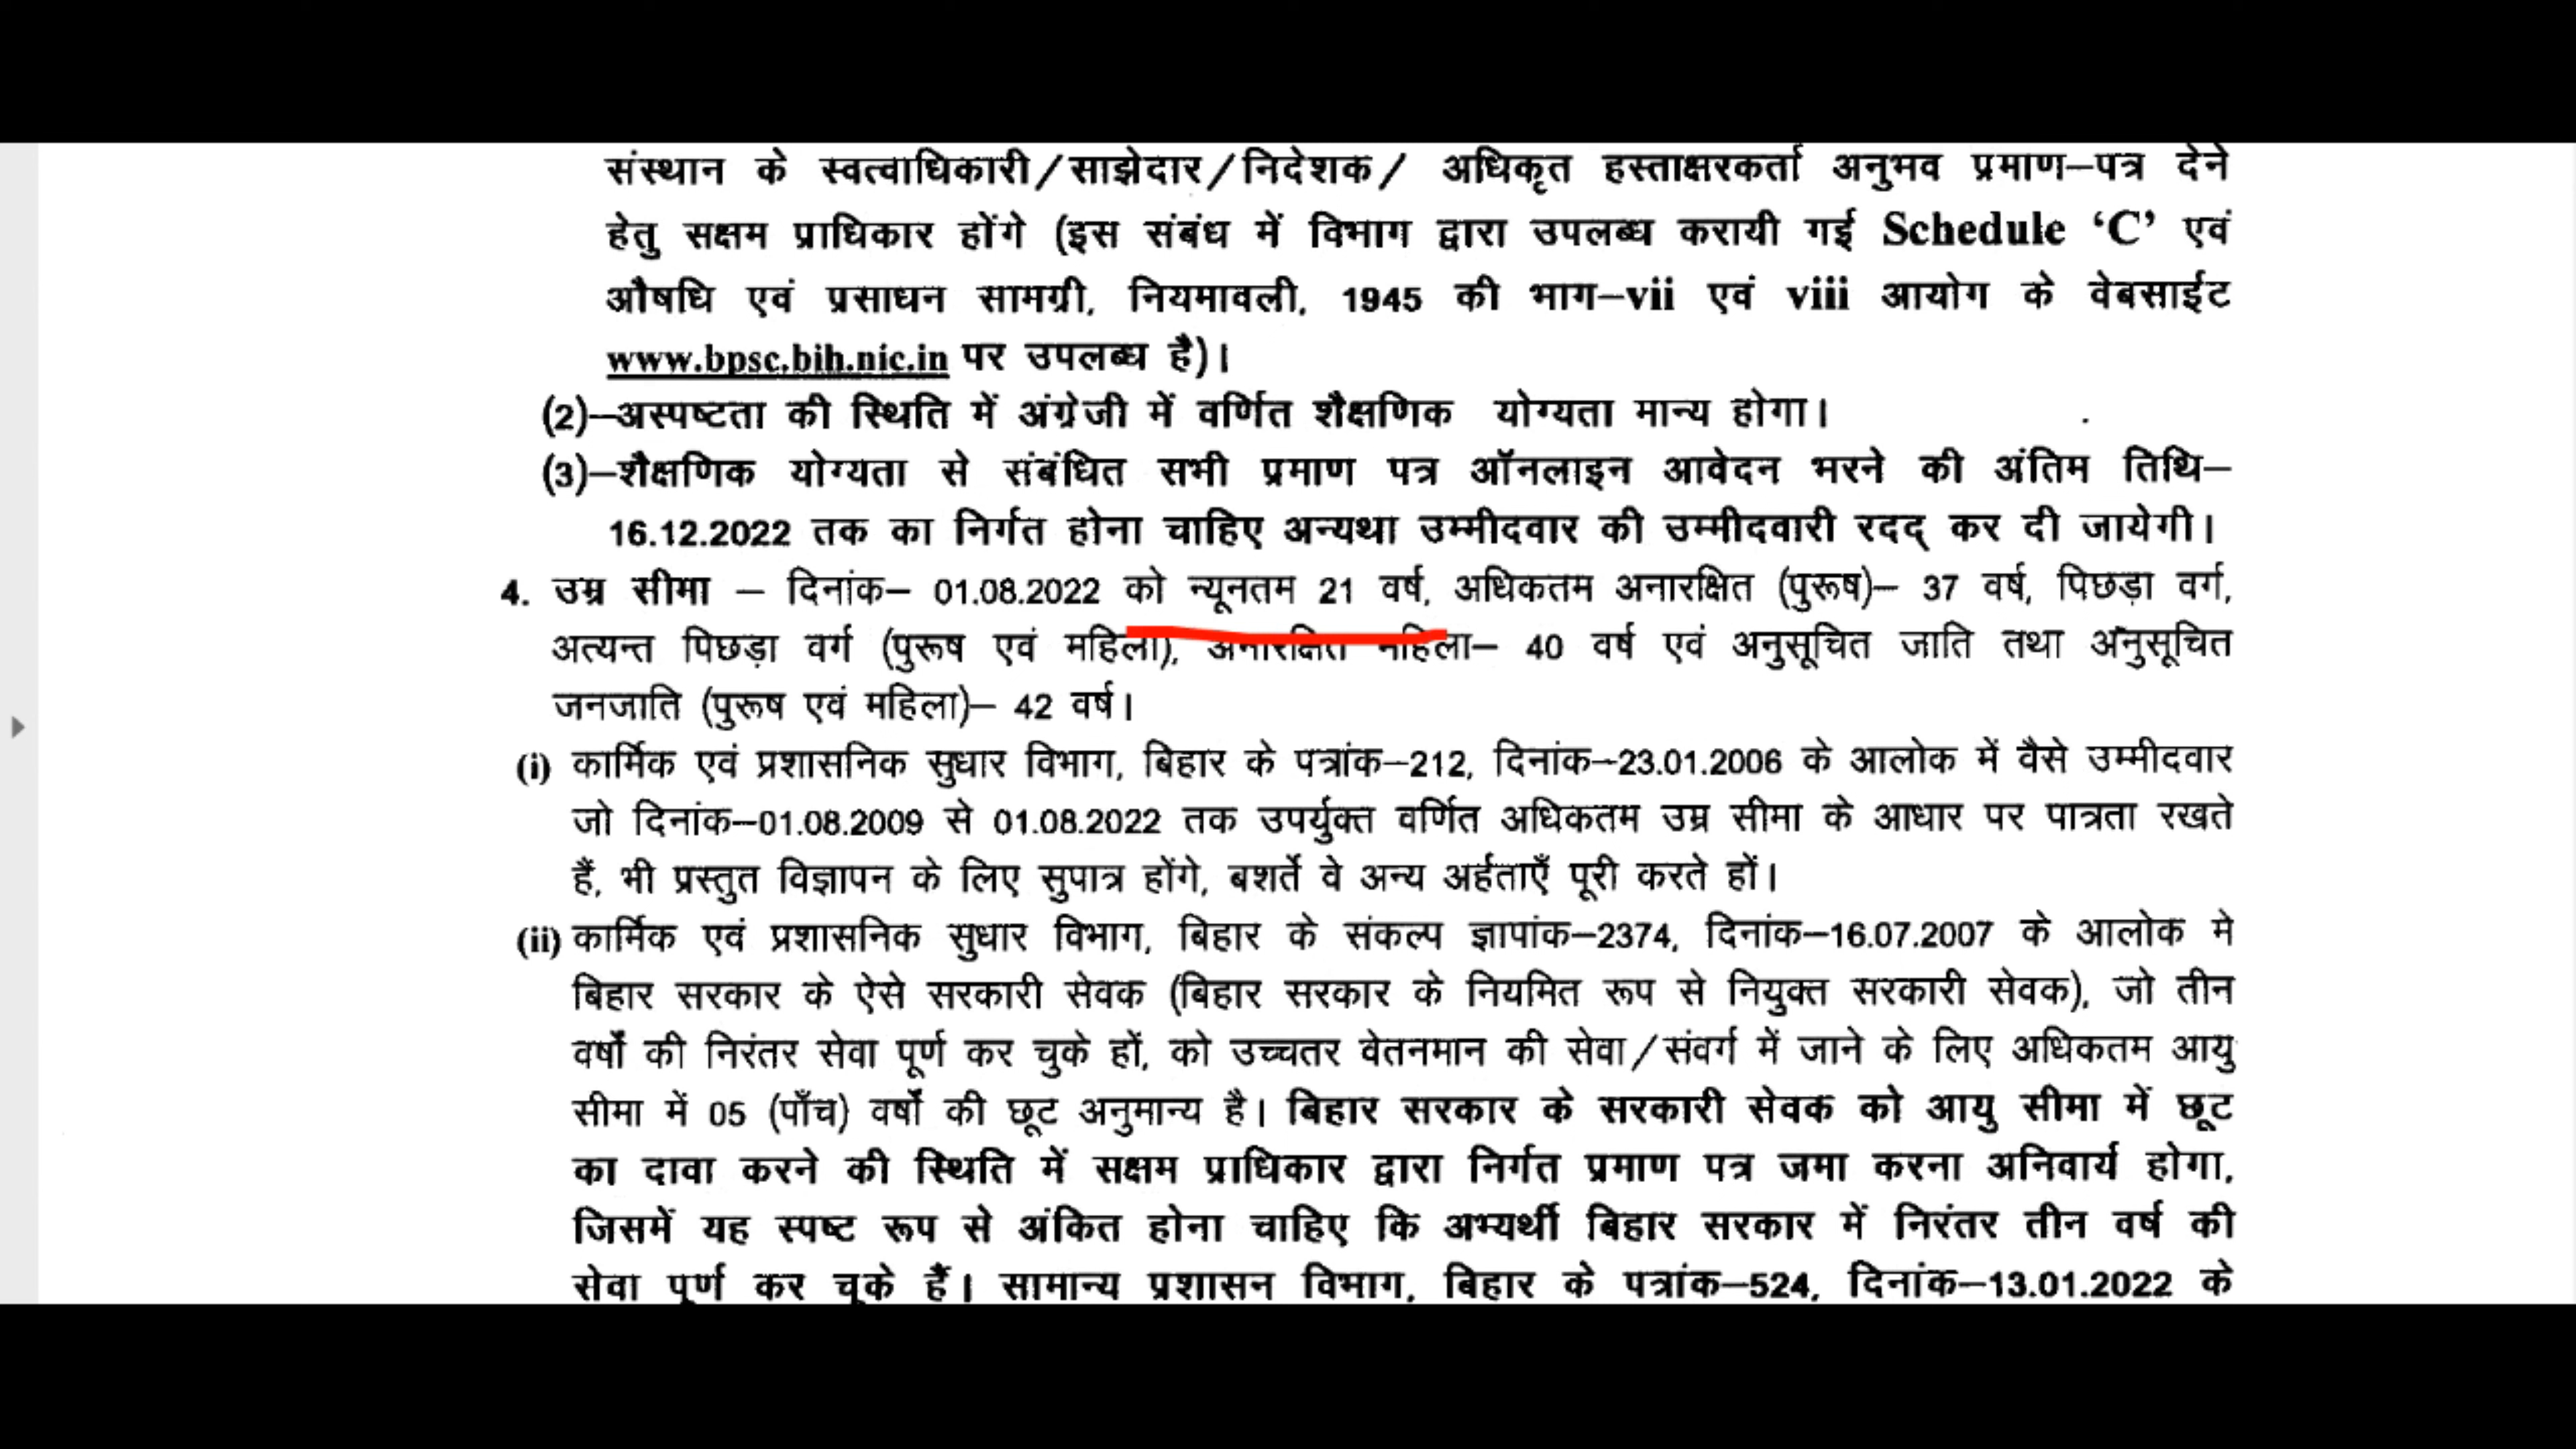 संस्थान के स्वत्वाधिकारी/साझेदार/निदेशक/ अधिकृत हस्ताक्षरकर्ता अनुभव प्रमाण–पत्र देने
हेतु सक्षम प्राधिकार होंगे (इस संबंध में विभाग द्वारा उपलब्ध करायी गई Schedule ‘C’ एवं
औषधि एवं प्रसाधन सामग्री, नियमावली, 1945 की भाग–vii एवं viii आयोग के वेबसाईट
www.bpsc.bih.nic.in पर उपलब्ध है)।
(2)–अस्पष्टता की स्थिति में अंग्रेजी में वर्णित शैक्षणिक योग्यता मान्य होगा।
(3)–शैक्षणिक योग्यता से संबंधित सभी प्रमाण पत्र ऑनलाइन आवेदन भरने की अंतिम तिथि–
16.12.2022 तक का निर्गत होना चाहिए अन्यथा उम्मीदवार की उम्मीदवारी रदद् कर दी जायेगी।
4. उम्र सीमा – दिनांक– 01.08.2022 को न्यूनतम 21 वर्ष, अधिकतम अनारक्षित (पुरूष)– 37 वर्ष, पिछड़ा वर्ग,
अत्यन्त पिछड़ा वर्ग (पुरूष एवं महिला), अनारक्षित महिला– 40 वर्ष एवं अनुसूचित जाति तथा अनुसूचित
जनजाति (पुरूष एवं महिला)– 42 वर्ष।
(i) कार्मिक एवं प्रशासनिक सुधार विभाग, बिहार के पत्रांक–212, दिनांक–23.01.2006 के आलोक में वैसे उम्मीदवार
जो दिनांक–01.08.2009 से 01.08.2022 तक उपर्युक्त वर्णित अधिकतम उम्र सीमा के आधार पर पात्रता रखते
हैं, भी प्रस्तुत विज्ञापन के लिए सुपात्र होंगे, बशर्ते वे अन्य अर्हताएँ पूरी करते हों।
(ii) कार्मिक एवं प्रशासनिक सुधार विभाग, बिहार के संकल्प ज्ञापांक–2374, दिनांक–16.07.2007 के आलोक मे
बिहार सरकार के ऐसे सरकारी सेवक (बिहार सरकार के नियमित रूप से नियुक्त सरकारी सेवक), जो तीन
वर्षों की निरंतर सेवा पूर्ण कर चुके हों, को उच्चतर वेतनमान की सेवा/संवर्ग में जाने के लिए अधिकतम आयु
सीमा में 05 (पाँच) वर्षों की छूट अनुमान्य है। बिहार सरकार के सरकारी सेवक को आयु सीमा में छूट
का दावा करने की स्थिति में सक्षम प्राधिकार द्वारा निर्गत प्रमाण पत्र जमा करना अनिवार्य होगा,
जिसमें यह स्पष्ट रूप से अंकित होना चाहिए कि अभ्यर्थी बिहार सरकार में निरंतर तीन वर्ष की
सेवा पूर्ण कर चुके हैं। सामान्य प्रशासन विभाग, बिहार के पत्रांक–524, दिनांक–13.01.2022 के